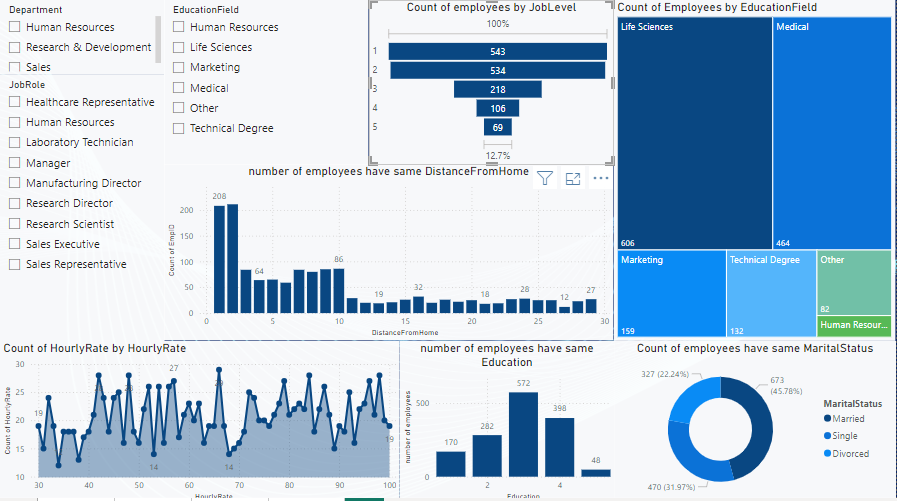 Department
Human Resources
Research & Development
Sales
JobRole
Healthcare Representative
Human Resources
Laboratory Technician
Manager
Manufacturing Director
Research Director
Research Scientist
Sales Executive
Sales Representative
EducationField
Human Resources
Life Sciences
Marketing
Medical
Other
Technical Degree
Count of employees by JobLevel
100%
1 543
2 534
3 218
4 106
5 69
12.7%
Count of Employees by EducationField
Life Sciences
606
Medical
464
Marketing
159
Technical Degree
132
Other
82
Human Resour...
number of employees have same DistanceFromHome
Count of EmpID
200
150
100
50
0
208
64
86
19
32
18
28
12
27
0 5 10 15 20 25 30
DistanceFromHome
Count of HourlyRate by HourlyRate
Count of HourlyRate
30
25
20
15
10
19
27
14
14
19
30 40 50 60 70 80 90 100
HourlyRate
number of employees have same
Education
number of employees
500
0
170
282
572
398
48
2 4
Education
Count of employees have same MaritalStatus
327 (22.24%)
673
(45.78%)
470 (31.97%)
MaritalStatus
Married
Single
Divorced